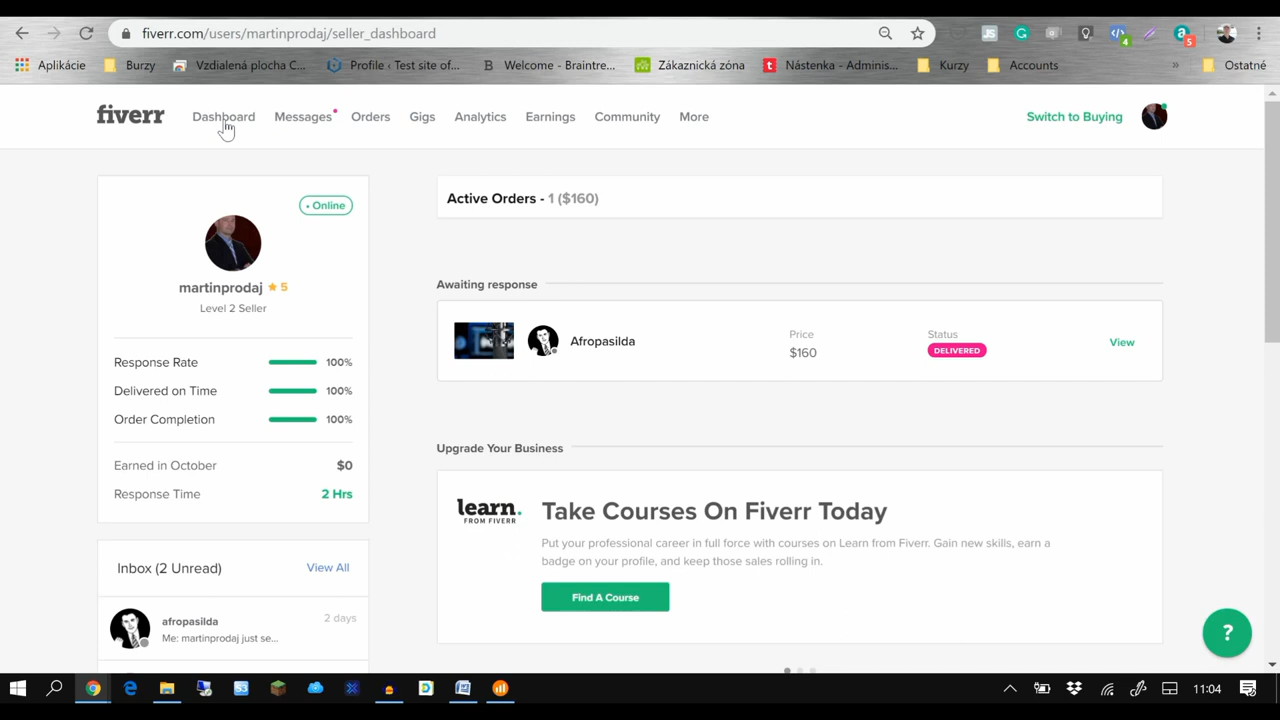 fiverr.com/users/martinprodaj/seller_dashboard
JS
4
a
5
Aplikácie
Burzy
Vzdialená plocha C...
Profile ‹ Test site of...
B
Welcome - Braintre...
Zákaznická zóna
t
Nástenka - Adminis...
Kurzy
Accounts
»
Ostatné
fiverr
Dashboard
Messages
Orders
Gigs
Analytics
Earnings
Community
More
Switch to Buying
• Online
martinprodaj ★ 5
Level 2 Seller
Response Rate 100%
Delivered on Time 100%
Order Completion 100%
Earned in October $0
Response Time 2 Hrs
Inbox (2 Unread) View All
afropasilda 2 days
Me: martinprodaj just se...
Active Orders - 1 ($160)
Awaiting response
Afropasilda
Price
$160
Status
DELIVERED
View
Upgrade Your Business
learn.
FROM FIVERR
Take Courses On Fiverr Today
Put your professional career in full force with courses on Learn from Fiverr. Gain new skills, earn a
badge on your profile, and keep those sales rolling in.
Find A Course
?
11:04